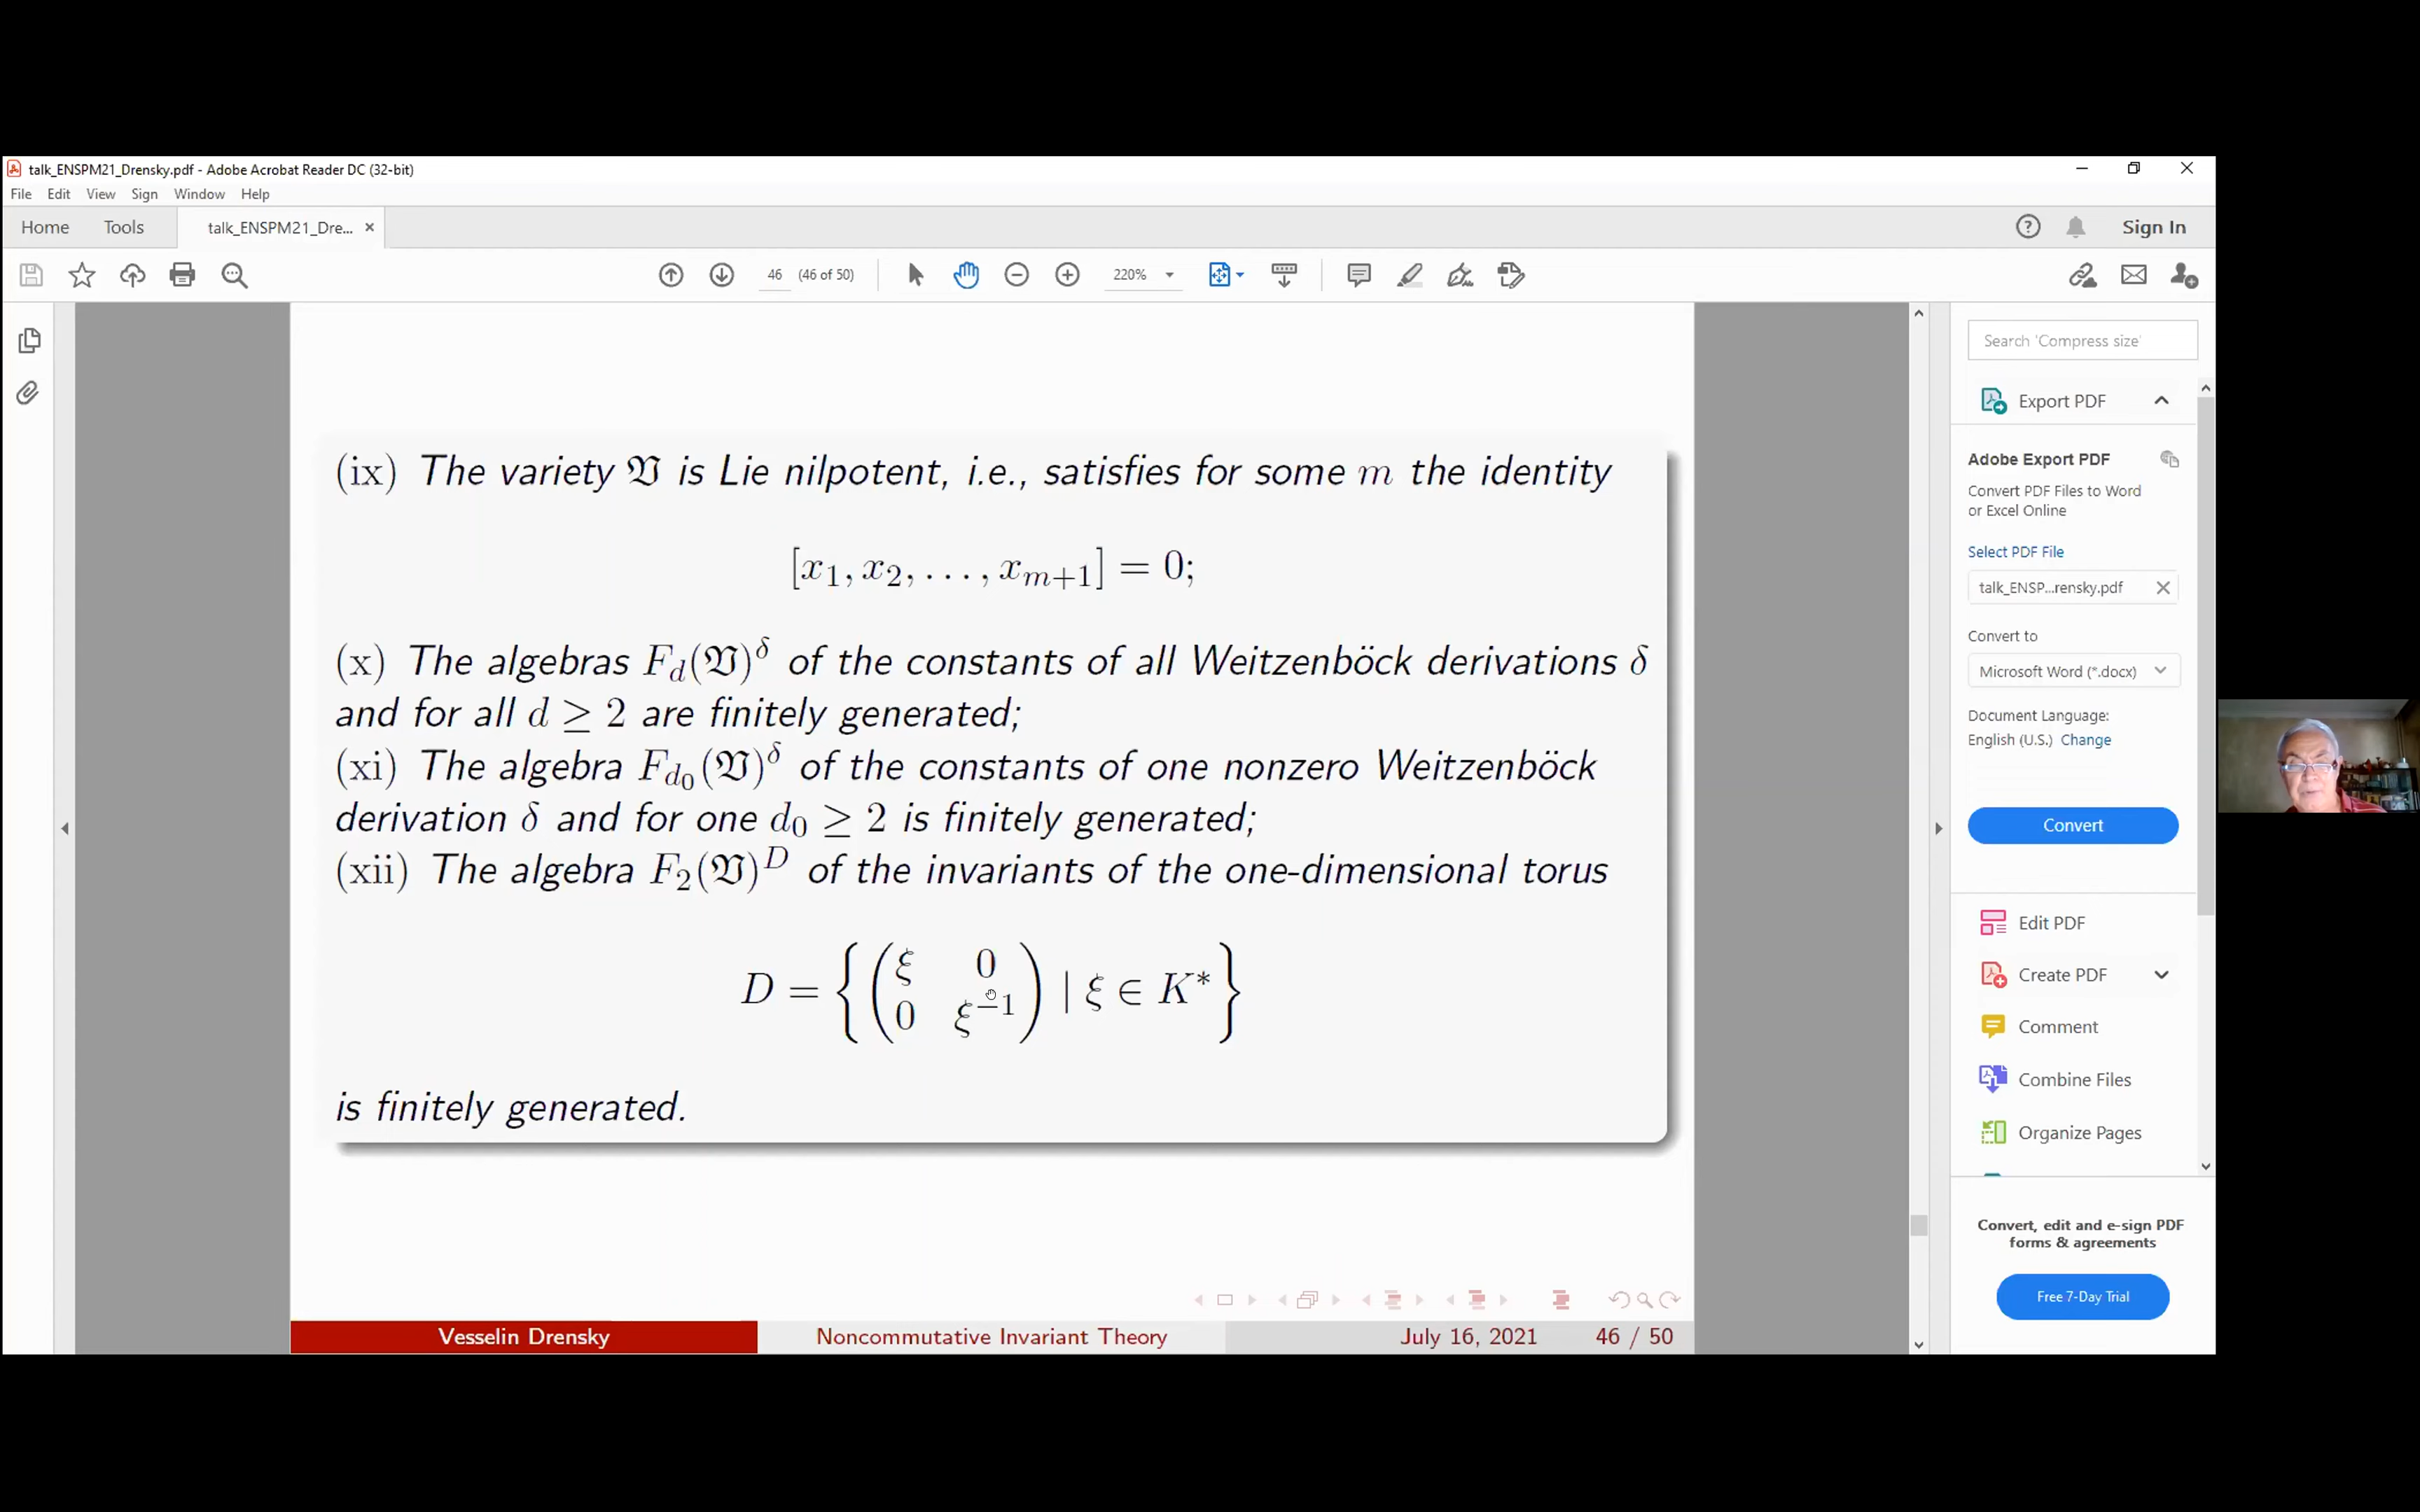 talk_ENSPM21_Drensky.pdf - Adobe Acrobat Reader DC (32-bit)
File Edit View Sign Window Help
Home Tools talk_ENSPM21_Dre... × Sign In
46 (46 of 50) 220%
Search 'Compress size'
Export PDF
Adobe Export PDF
Convert PDF Files to Word
or Excel Online
Select PDF File
talk_ENSP...rensky.pdf
Convert to
Microsoft Word (*.docx)
Document Language:
English (U.S.) Change
Convert
Edit PDF
Create PDF
Comment
Combine Files
Organize Pages
Convert, edit and e-sign PDF
forms & agreements
Free 7-Day Trial
(ix) The variety 𝔙 is Lie nilpotent, i.e., satisfies for some m the identity
[x₁, x₂, . . . , xₘ₊₁] = 0;
(x) The algebras F_d(𝔙)^δ of the constants of all Weitzenböck derivations δ
and for all d ≥ 2 are finitely generated;
(xi) The algebra F_{d₀}(𝔙)^δ of the constants of one nonzero Weitzenböck
derivation δ and for one d₀ ≥ 2 is finitely generated;
(xii) The algebra F₂(𝔙)^D of the invariants of the one-dimensional torus
D = { ( ξ 0
0 ξ⁻¹ ) | ξ ∈ K* }
is finitely generated.
Vesselin Drensky Noncommutative Invariant Theory July 16, 2021 46 / 50